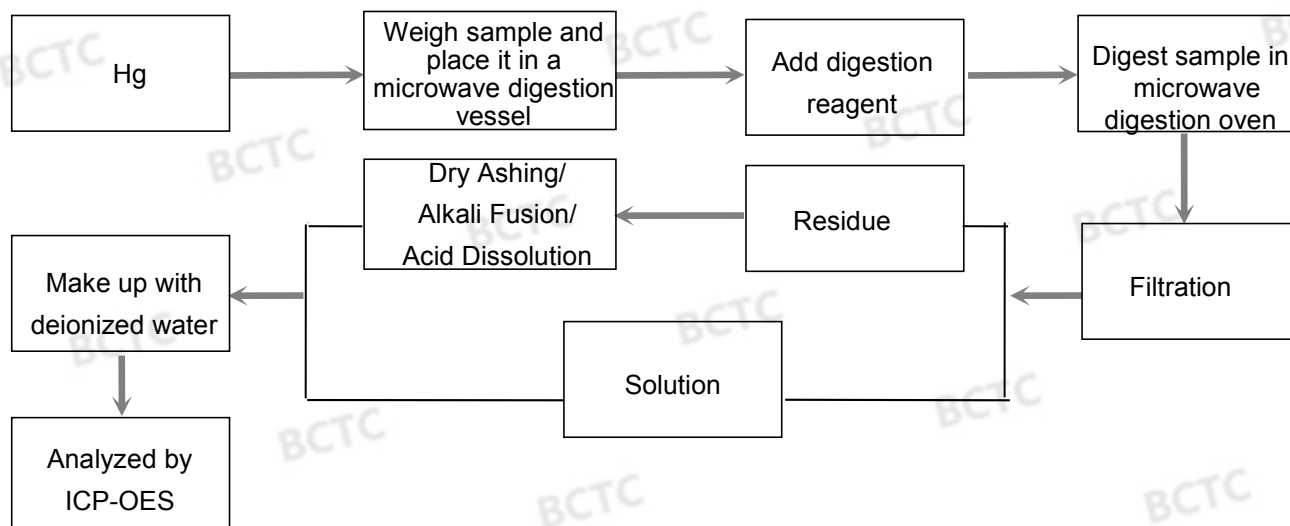 Hg
Weigh sample and
place it in a
microwave digestion
vessel
Add digestion
reagent
Digest sample in
microwave
digestion oven
Filtration
Residue
Dry Ashing/
Alkali Fusion/
Acid Dissolution
Solution
Make up with
deionized water
Analyzed by
ICP-OES
BCTC
BCTC
BCTC
BCTC
BCTC
BCTC
BCTC
BCTC
BCTC
BCTC
BCTC
BCTC